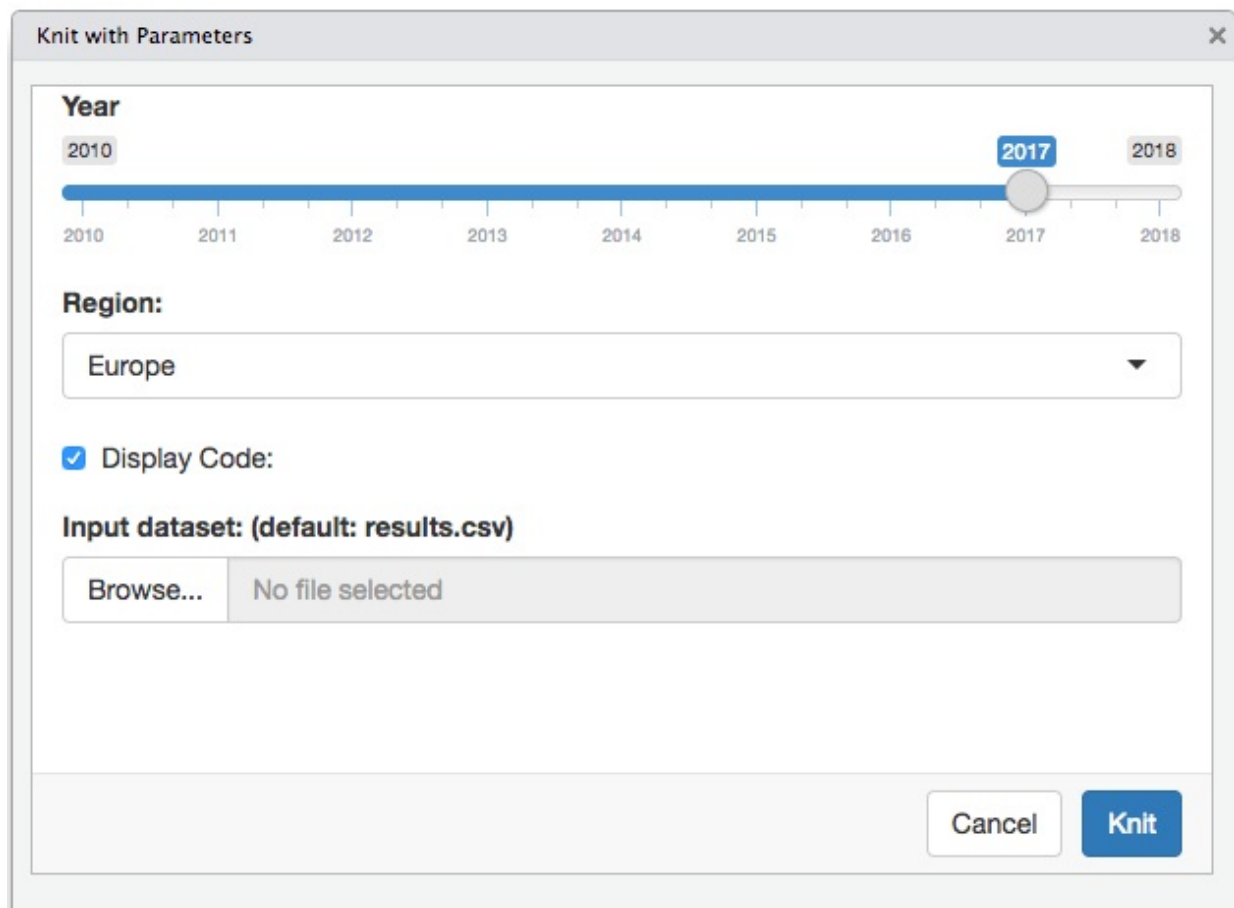 Knit with Parameters ×
Year
2010 2017 2018
2010 2011 2012 2013 2014 2015 2016 2017 2018
Region:
Europe
Display Code:
Input dataset: (default: results.csv)
Browse... No file selected
Cancel Knit